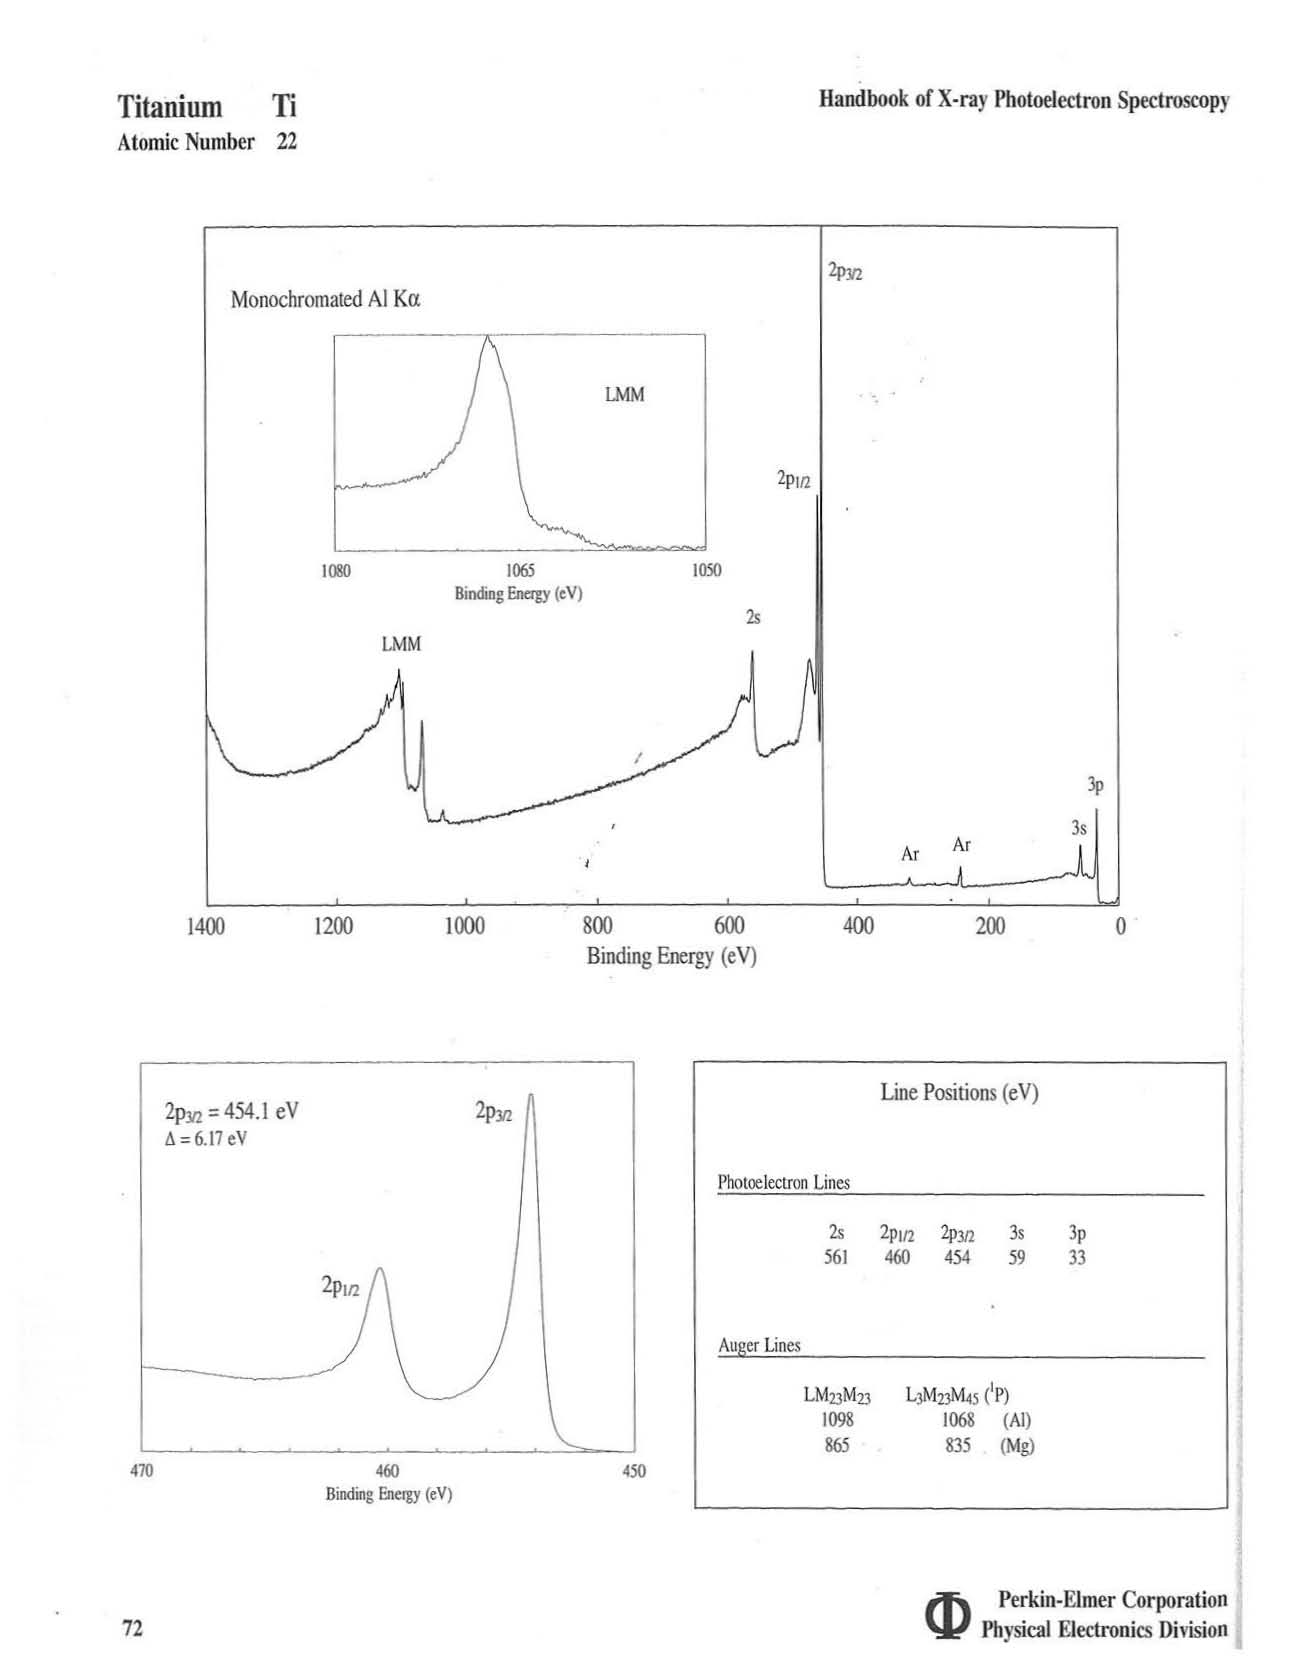 Titanium Ti
Atomic Number 22
Handbook of X-ray Photoelectron Spectroscopy
Monochromated Al Kα
2p3/2
LMM
2p1/2
1080 1065 1050
Binding Energy (eV)
2s
LMM
3p
3s
Ar Ar
1400 1200 1000 800 600 400 200 0
Binding Energy (eV)
2p3/2 = 454.1 eV
Δ = 6.17 eV
2p3/2
2p1/2
470 460 450
Binding Energy (eV)
Line Positions (eV)
Photoelectron Lines
2s 2p1/2 2p3/2 3s 3p
561 460 454 59 33
Auger Lines
LM23M23 L3M23M45 (¹P)
1098 1068 (Al)
865 835 (Mg)
72
Perkin-Elmer Corporation
Physical Electronics Division